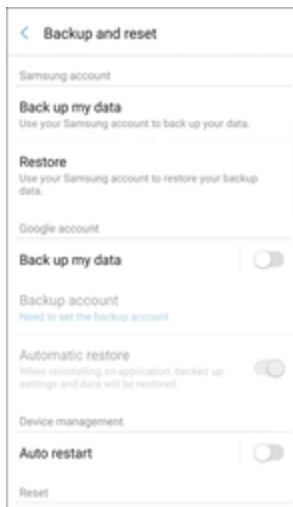 Backup and reset
Samsung account
Back up my data
Use your Samsung account to back up your data.
Restore
Use your Samsung account to restore your backup
data.
Google account
Back up my data
Backup account
Need to set the backup account
Automatic restore
When reinstalling an application, backed up
settings and data will be restored.
Device management
Auto restart
Reset